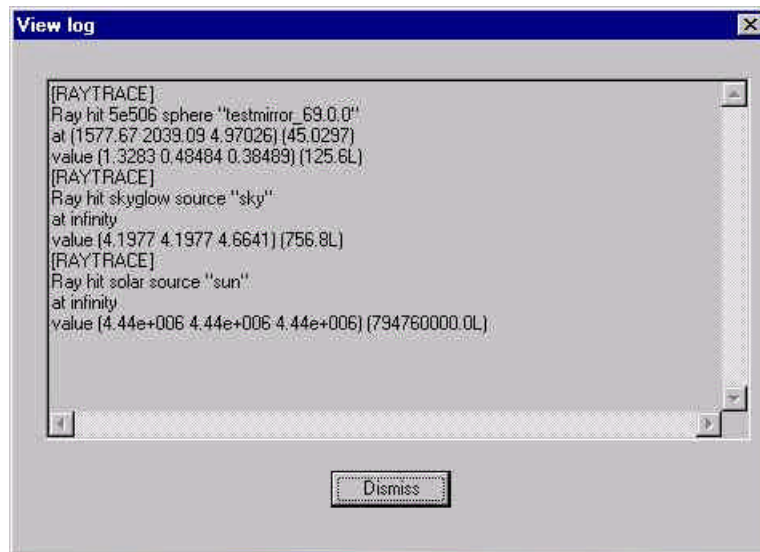 View log
[RAYTRACE]
Ray hit 5e506 sphere "testmirror_69.0.0"
at (1577.67 2039.09 4.97026) (45.0297)
value (1.3283 0.48484 0.38489) (125.6L)
[RAYTRACE]
Ray hit skyglow source "sky"
at infinity
value (4.1977 4.1977 4.6641) (756.8L)
[RAYTRACE]
Ray hit solar source "sun"
at infinity
value (4.44e+006 4.44e+006 4.44e+006) (794760000.0L)
Dismiss